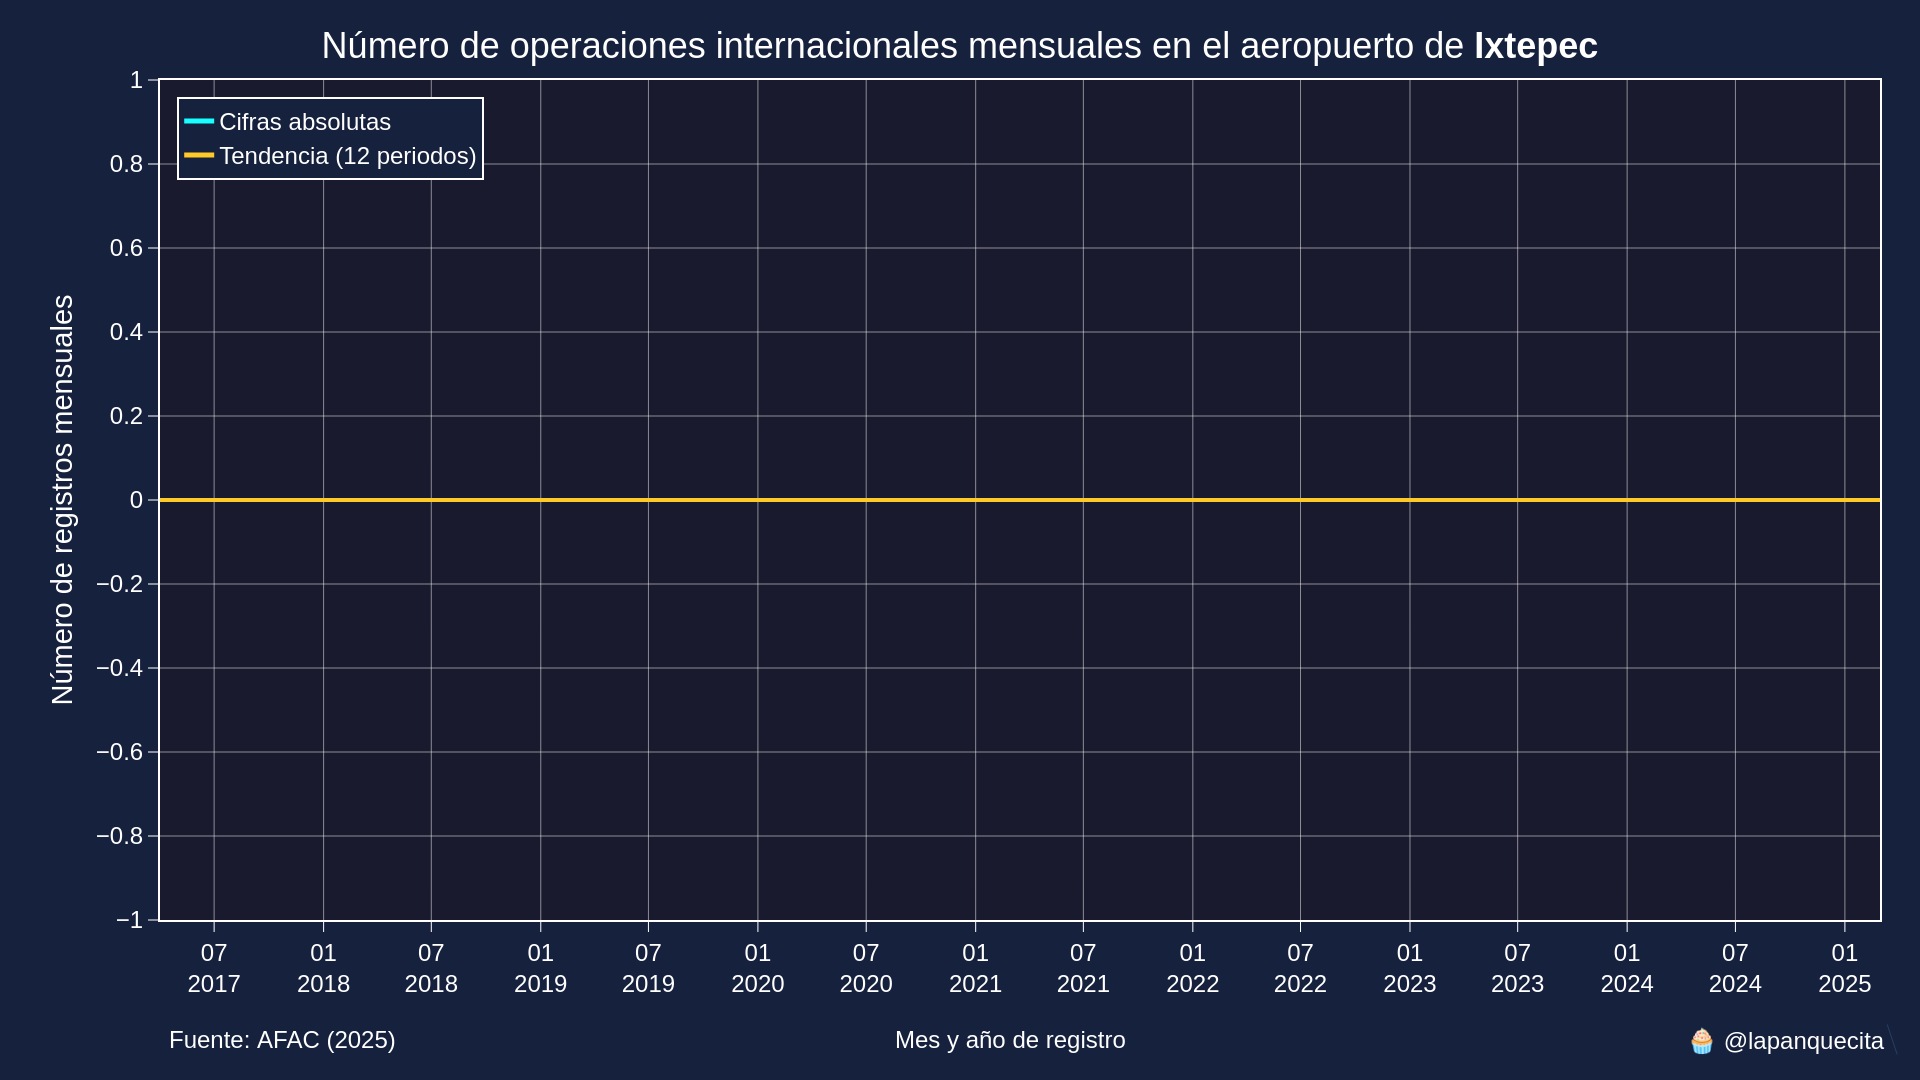 Número de operaciones internacionales mensuales en el aeropuerto de Ixtepec
Cifras absolutas
Tendencia (12 periodos)
Número de registros mensuales
1
0.8
0.6
0.4
0.2
0
−0.2
−0.4
−0.6
−0.8
−1
07 01 07 01 07 01 07 01 07 01 07 01 07 01 07 01
2017 2018 2018 2019 2019 2020 2020 2021 2021 2022 2022 2023 2023 2024 2024 2025
Fuente: AFAC (2025)
Mes y año de registro
🧁 @lapanquecita